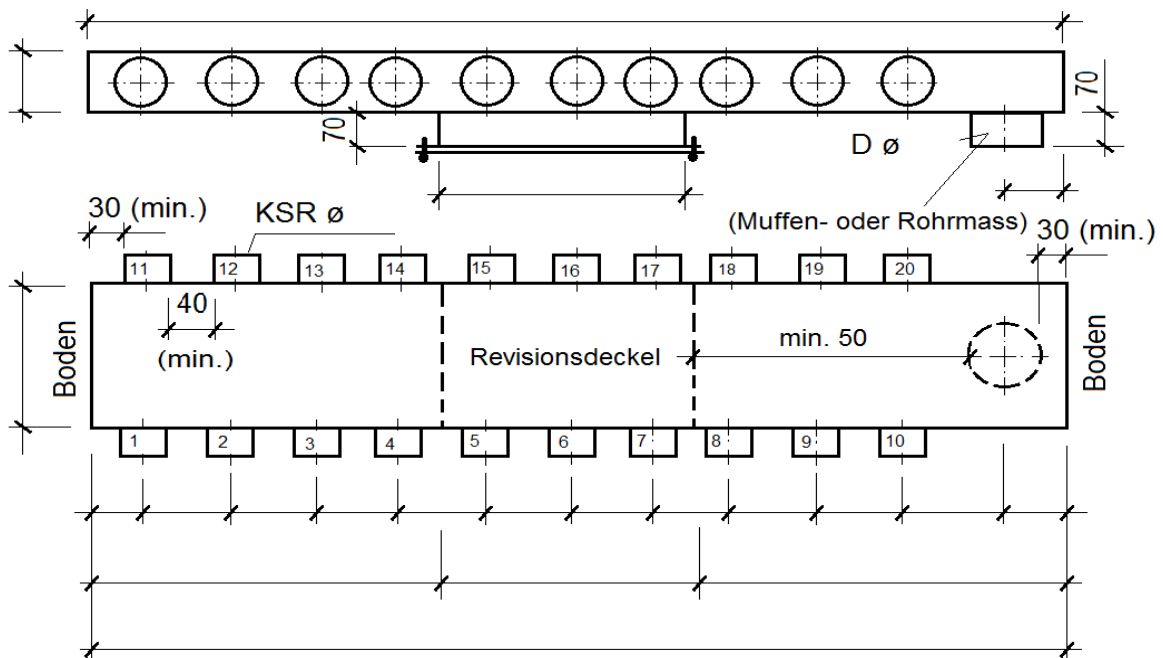 70
70
D ø
(Muffen- oder Rohrmass)
30 (min.)
KSR ø
30 (min.)
11 12 13 14 15 16 17 18 19 20
40
(min.)
Boden
Revisionsdeckel
min. 50
Boden
1 2 3 4 5 6 7 8 9 10